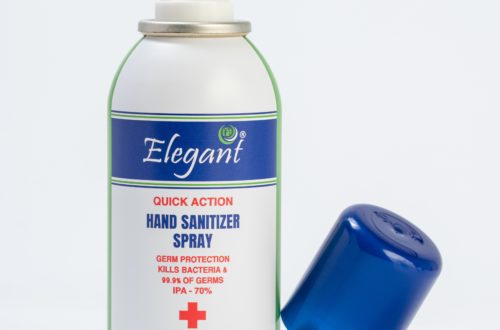 Elegant®
QUICK ACTION
HAND SANITIZER
SPRAY
GERM PROTECTION
KILLS BACTERIA &
99.9% OF GERMS
IPA - 70%